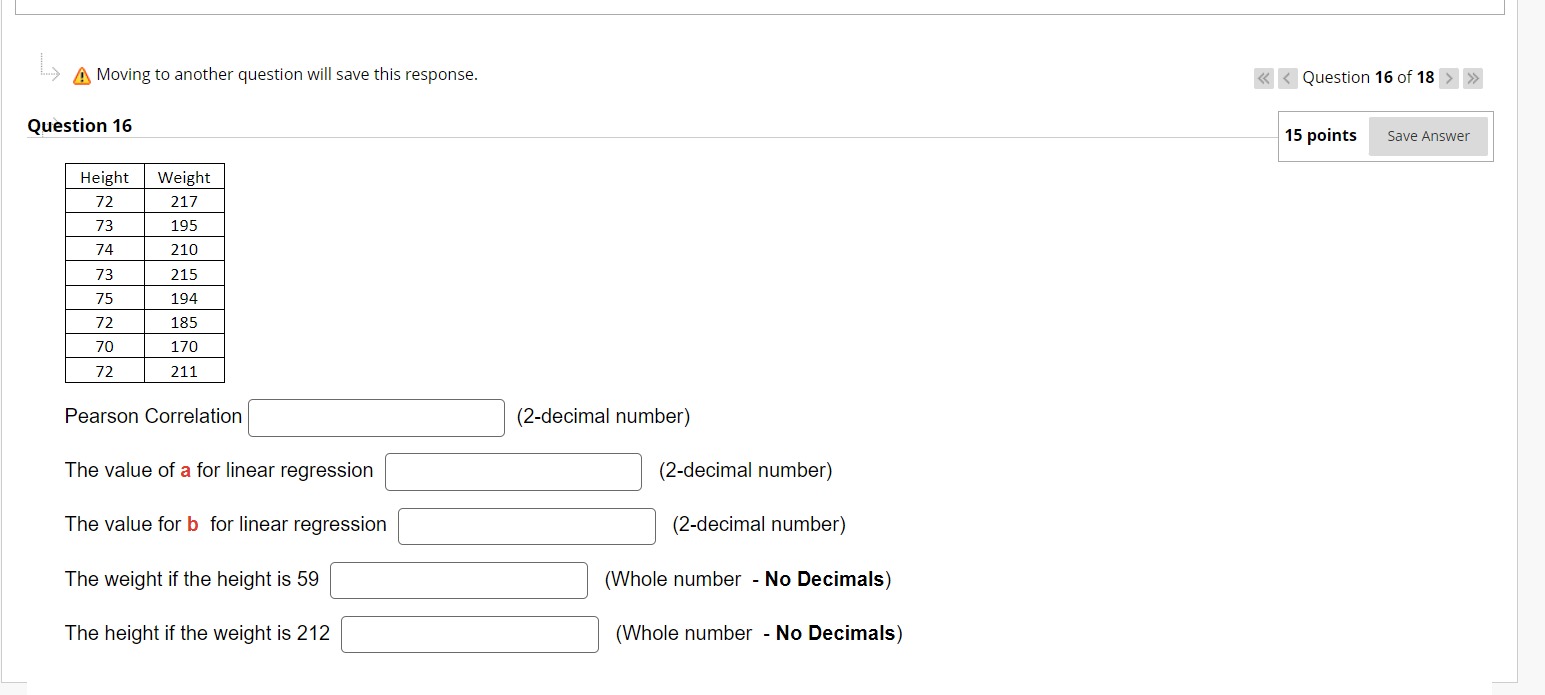 Moving to another question will save this response.
« < Question 16 of 18 > »
Question 16
15 points Save Answer
Height Weight
72 217
73 195
74 210
73 215
75 194
72 185
70 170
72 211
Pearson Correlation (2-decimal number)
The value of a for linear regression (2-decimal number)
The value for b for linear regression (2-decimal number)
The weight if the height is 59 (Whole number - No Decimals)
The height if the weight is 212 (Whole number - No Decimals)